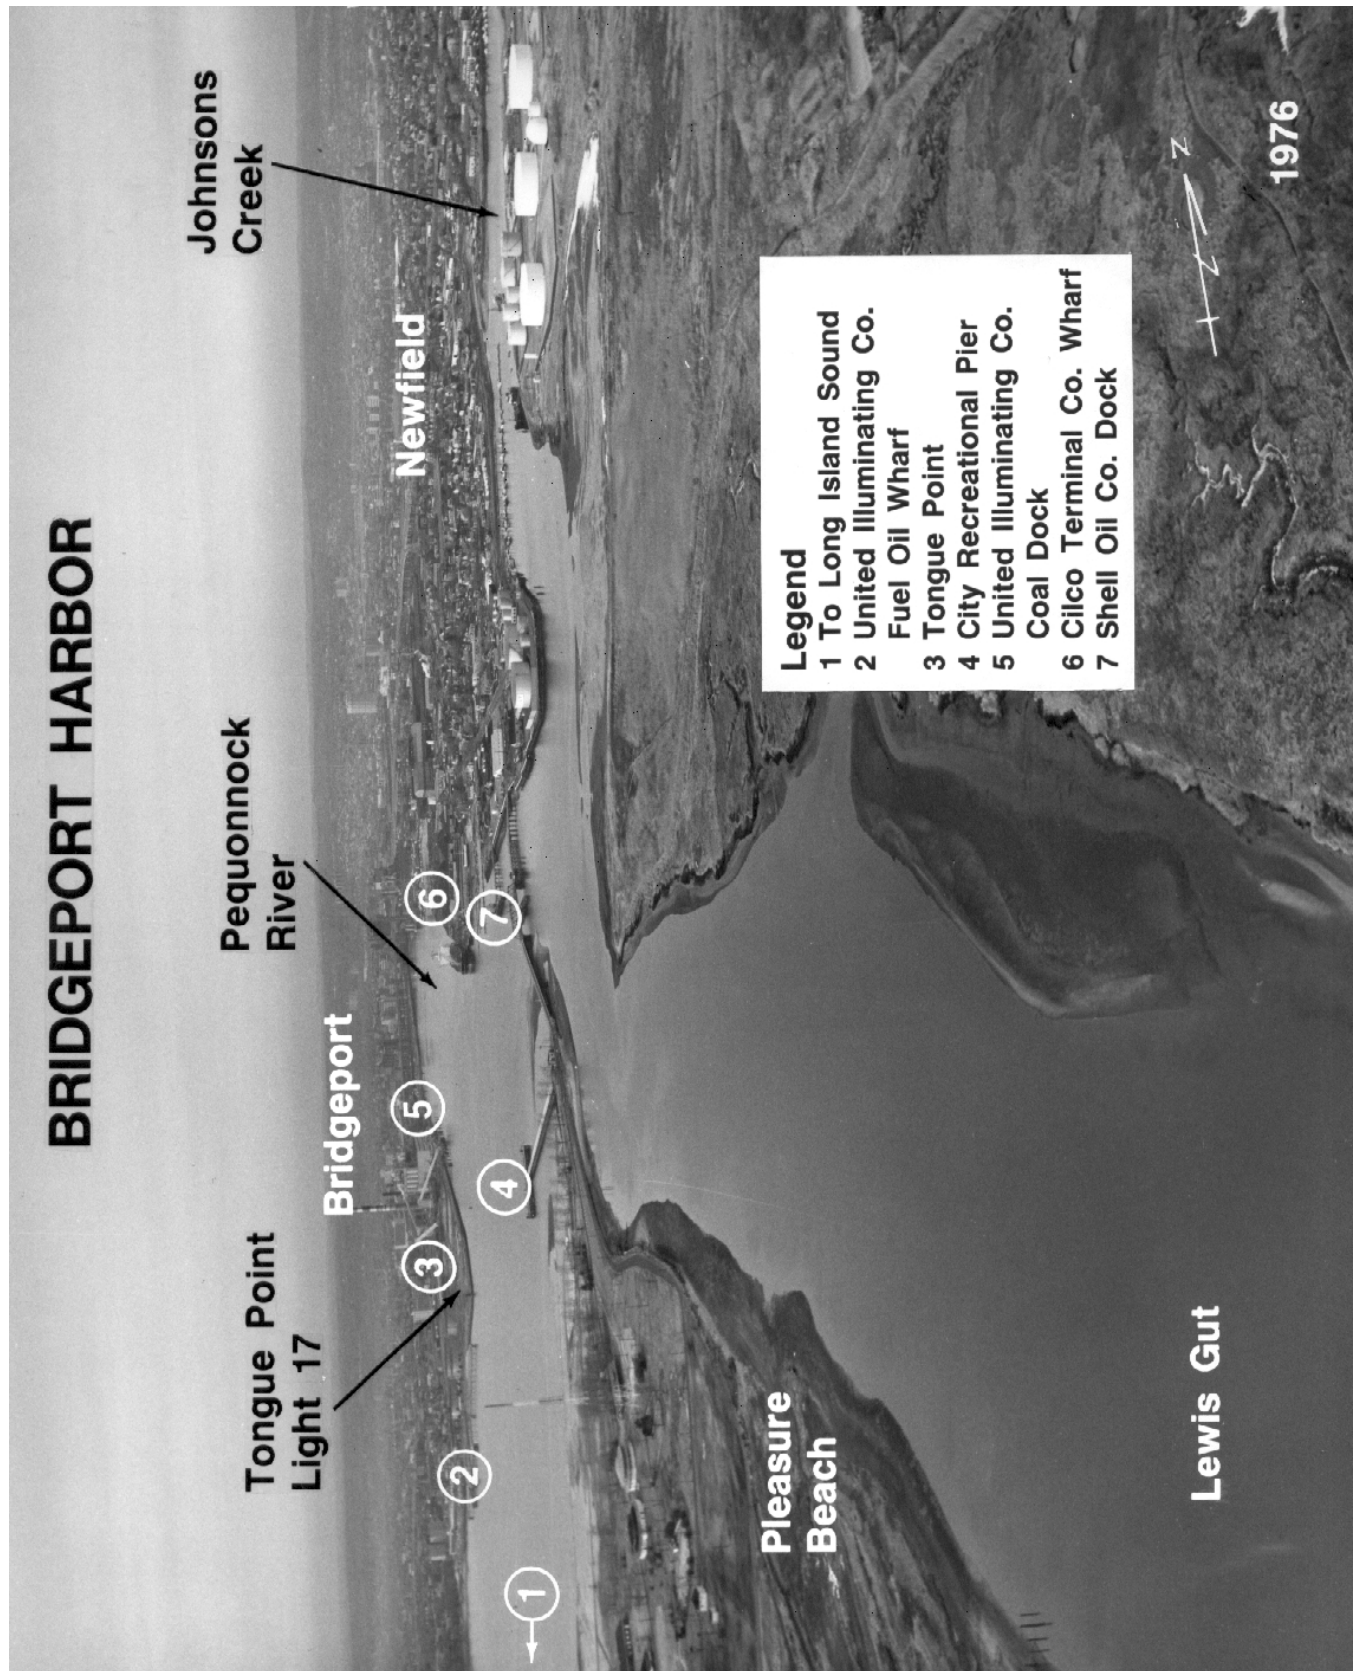 BRIDGEPORT HARBOR
Tongue Point
Light 17
Pequonnock
River
Johnsons
Creek
Bridgeport
Newfield
1
2
3
4
5
6
7
Pleasure
Beach
Lewis Gut
Legend
1 To Long Island Sound
2 United Illuminating Co.
Fuel Oil Wharf
3 Tongue Point
4 City Recreational Pier
5 United Illuminating Co.
Coal Dock
6 Cilco Terminal Co. Wharf
7 Shell Oil Co. Dock
N
1976